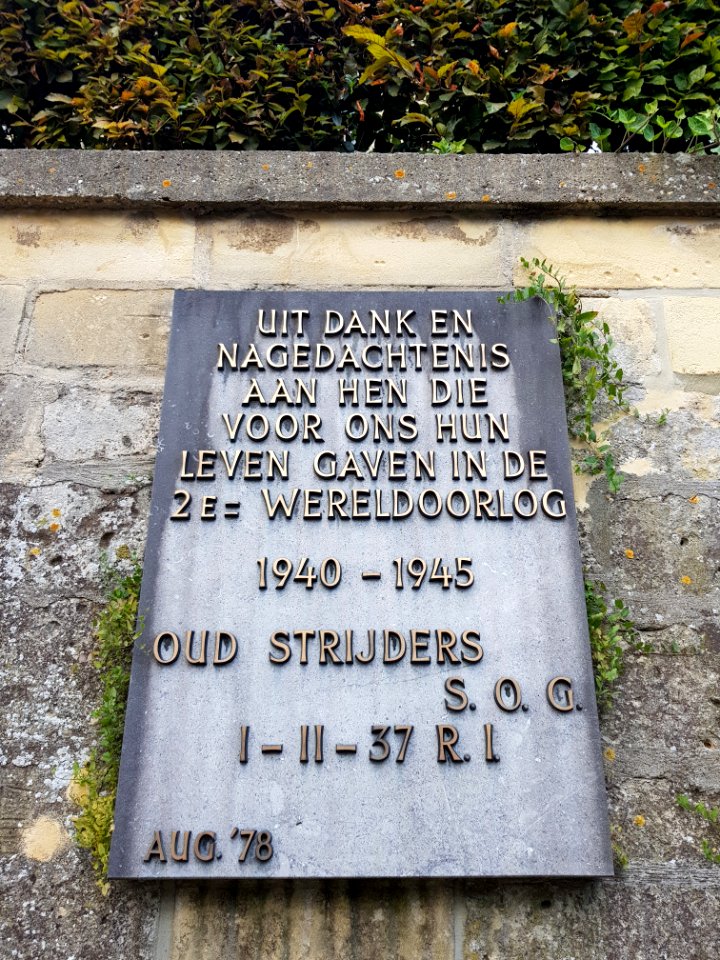 UIT DANK EN
NAGEDACHTENIS
AAN HEN DIE
VOOR ONS HUN
LEVEN GAVEN IN DE
2E= WERELDOORLOG
1940 - 1945
OUD STRIJDERS
S. O. G.
I - II - 37 R. I.
AUG. '78